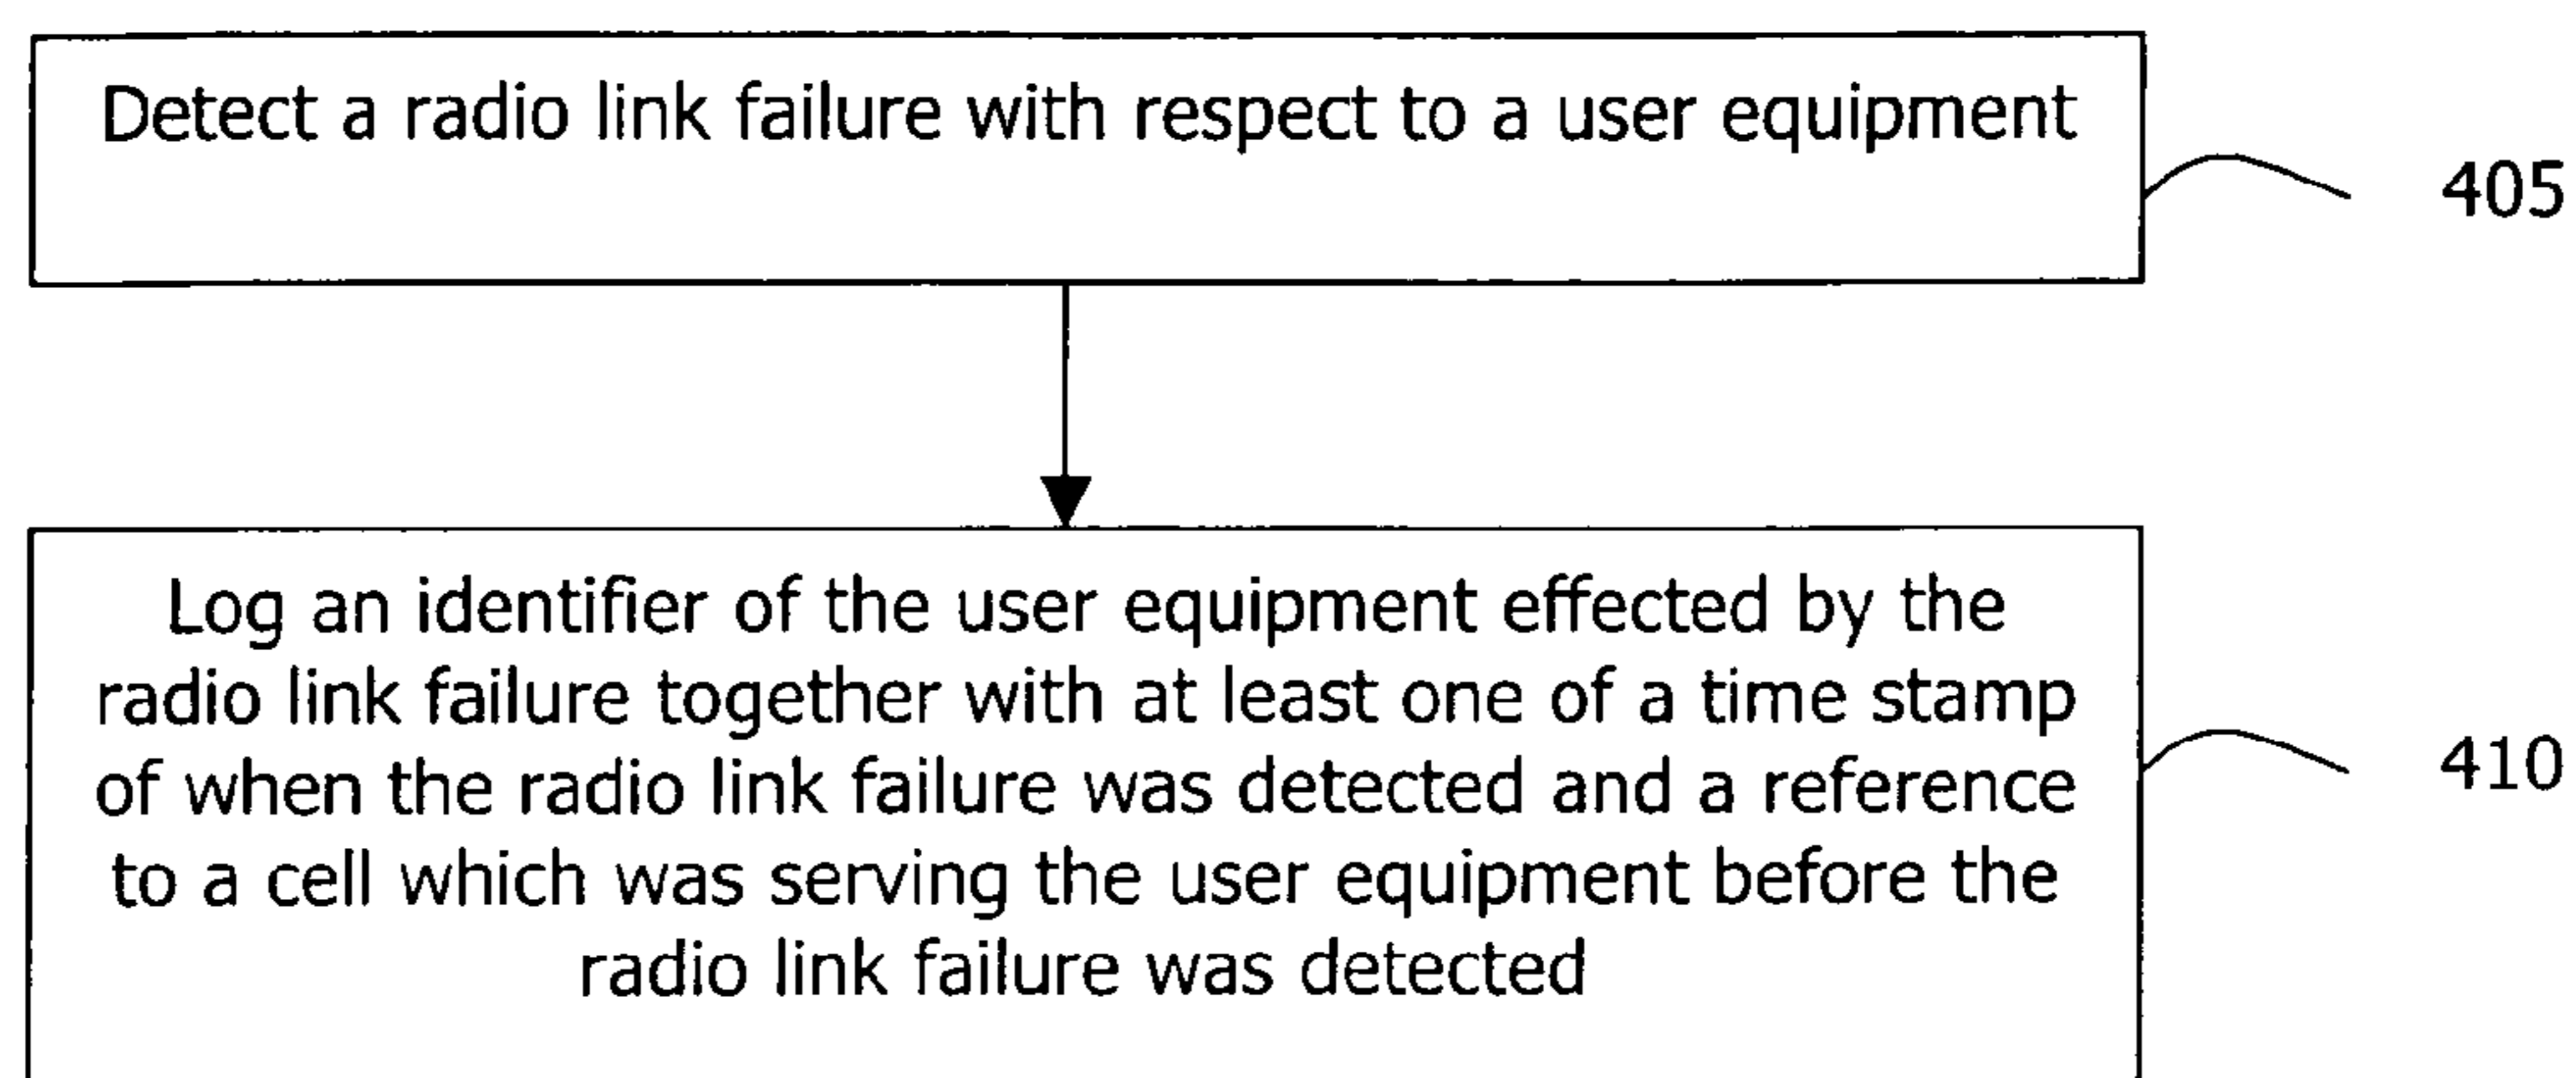 Detect a radio link failure with respect to a user equipment
405
Log an identifier of the user equipment effected by the
radio link failure together with at least one of a time stamp
of when the radio link failure was detected and a reference
to a cell which was serving the user equipment before the
radio link failure was detected
410